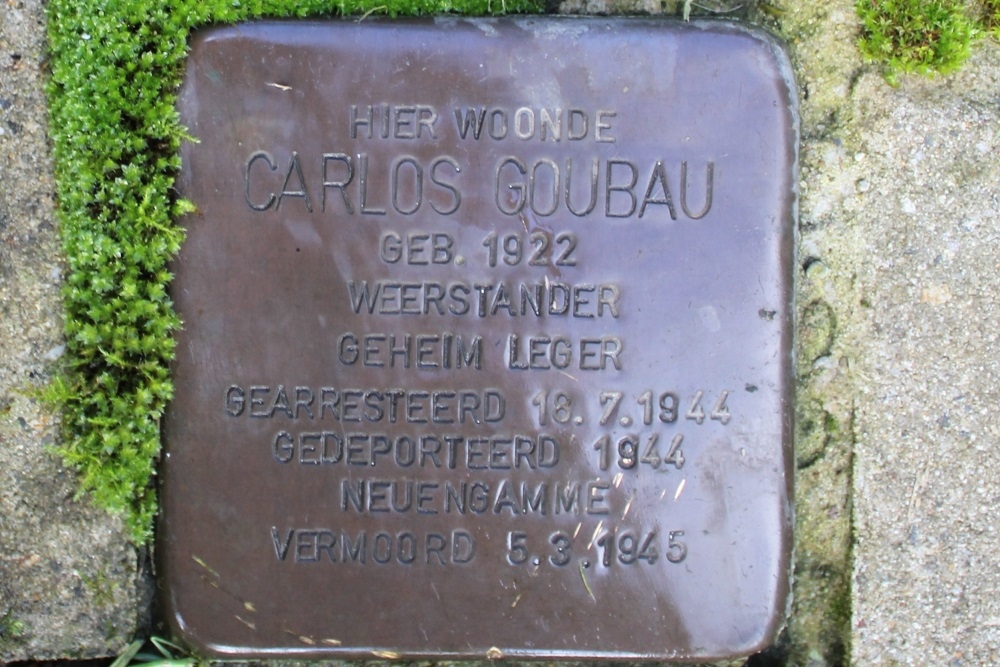 HIER WOONDE
CARLOS GOUBAU
GEB. 1922
WEERSTANDER
GEHEIM LEGER
GEARRESTEERD 18.7.1944
GEDEPORTEERD 1944
NEUENGAMME
VERMOORD 5.3.1945